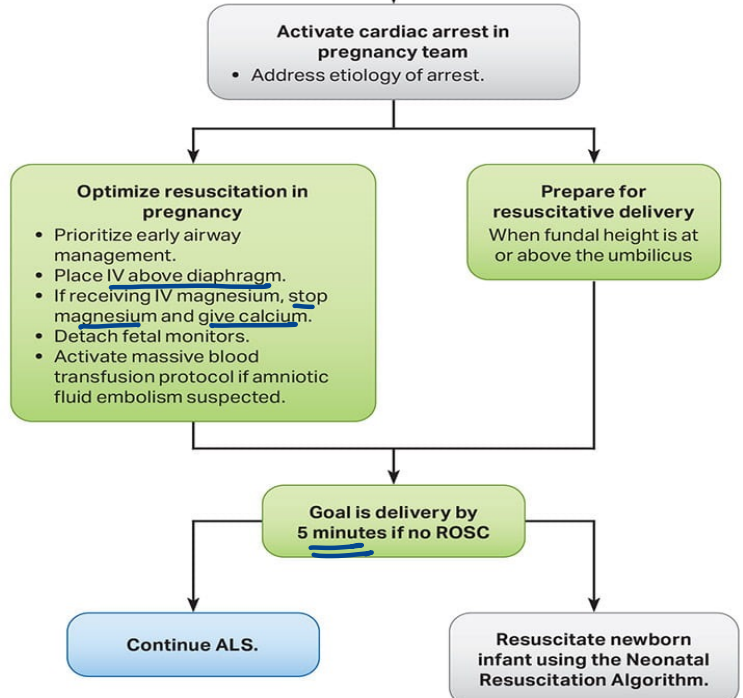 Activate cardiac arrest in
pregnancy team
• Address etiology of arrest.
Optimize resuscitation in
pregnancy
• Prioritize early airway
management.
• Place IV above diaphragm.
• If receiving IV magnesium, stop
magnesium and give calcium.
• Detach fetal monitors.
• Activate massive blood
transfusion protocol if amniotic
fluid embolism suspected.
Prepare for
resuscitative delivery
When fundal height is at
or above the umbilicus
Goal is delivery by
5 minutes if no ROSC
Continue ALS.
Resuscitate newborn
infant using the Neonatal
Resuscitation Algorithm.